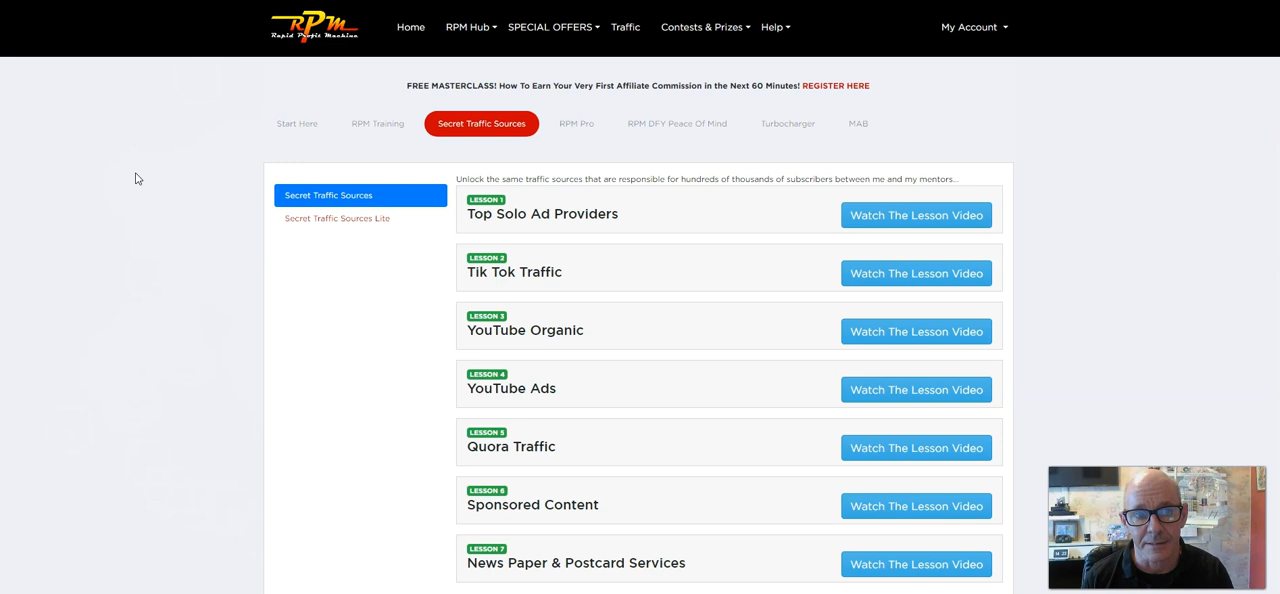 RPM
Rapid Profit Machine
Home
RPM Hub
SPECIAL OFFERS
Traffic
Contests & Prizes
Help
My Account
FREE MASTERCLASS! How To Earn Your Very First Affiliate Commission in the Next 60 Minutes! REGISTER HERE
Start Here
RPM Training
Secret Traffic Sources
RPM Pro
RPM DFY Peace Of Mind
Turbocharger
MAB
Secret Traffic Sources
Secret Traffic Sources Lite
Unlock the same traffic sources that are responsible for hundreds of thousands of subscribers between me and my mentors...
LESSON 1
Top Solo Ad Providers
Watch The Lesson Video
LESSON 2
Tik Tok Traffic
Watch The Lesson Video
LESSON 3
YouTube Organic
Watch The Lesson Video
LESSON 4
YouTube Ads
Watch The Lesson Video
LESSON 5
Quora Traffic
Watch The Lesson Video
LESSON 6
Sponsored Content
Watch The Lesson Video
LESSON 7
News Paper & Postcard Services
Watch The Lesson Video